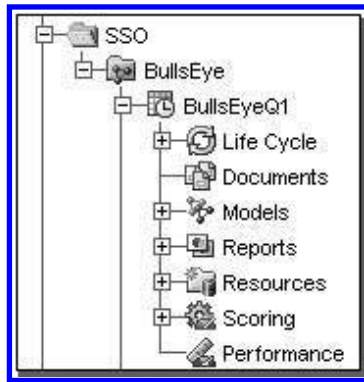 SSO
BullsEye
BullsEyeQ1
Life Cycle
Documents
Models
Reports
Resources
Scoring
Performance